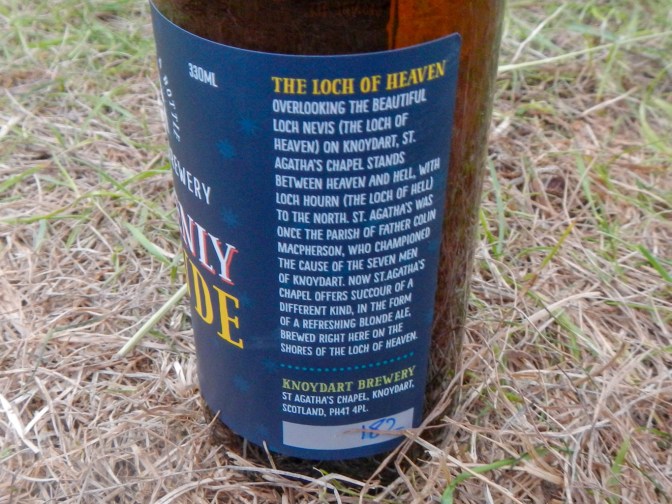 330ML
THE LOCH OF HEAVEN
OVERLOOKING THE BEAUTIFUL
LOCH NEVIS (THE LOCH OF
HEAVEN) ON KNOYDART, ST.
AGATHA'S CHAPEL STANDS
BETWEEN HEAVEN AND HELL, WITH
LOCH HOURN (THE LOCH OF HELL)
TO THE NORTH. ST. AGATHA'S WAS
ONCE THE PARISH OF FATHER COLIN
MACPHERSON, WHO CHAMPIONED
THE CAUSE OF THE SEVEN MEN
OF KNOYDART. NOW ST.AGATHA'S
CHAPEL OFFERS SUCCOUR OF A
DIFFERENT KIND, IN THE FORM
OF A REFRESHING BLONDE ALE,
BREWED RIGHT HERE ON THE
SHORES OF THE LOCH OF HEAVEN.
KNOYDART BREWERY
ST AGATHA'S CHAPEL, KNOYDART,
SCOTLAND, PH41 4PL.
182
EWERY
NLY
DE